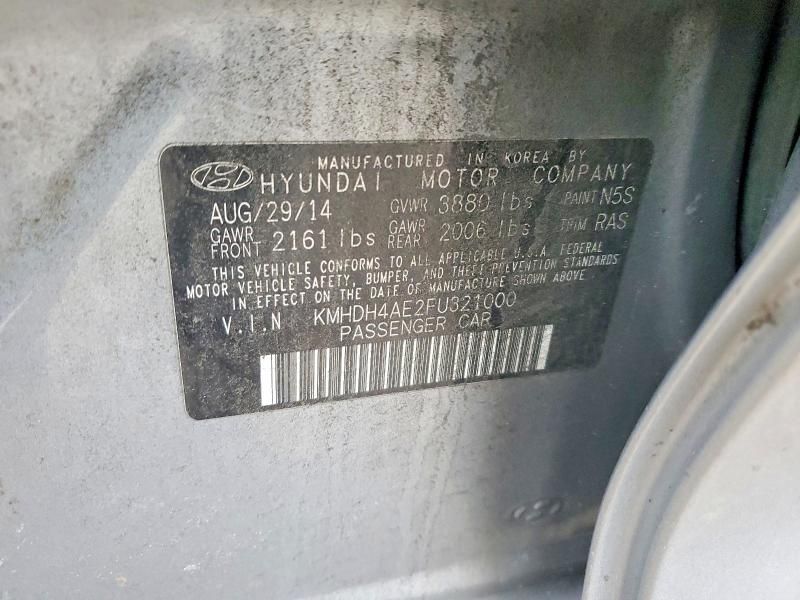 MANUFACTURED IN KOREA BY
HYUNDAI MOTOR COMPANY
AUG/29/14 GVWR 3880 lbs PAINT N5S
GAWR FRONT 2161 lbs GAWR REAR 2006 lbs TRIM RAS
THIS VEHICLE CONFORMS TO ALL APPLICABLE U.S.A. FEDERAL
MOTOR VEHICLE SAFETY, BUMPER, AND THEFT PREVENTION STANDARDS
IN EFFECT ON THE DATE OF MANUFACTURE SHOWN ABOVE
V.I.N KMHDH4AE2FU321000
PASSENGER CAR